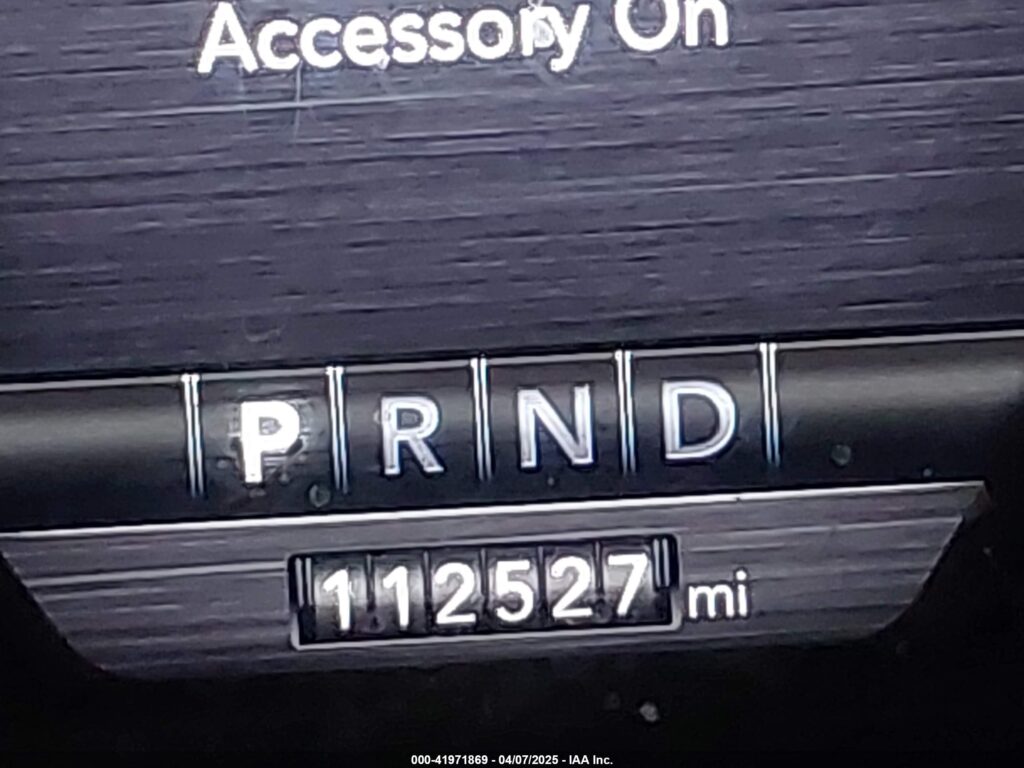 Accessory On
P R N D
112527 mi
000-41971869 - 04/07/2025 - IAA Inc.